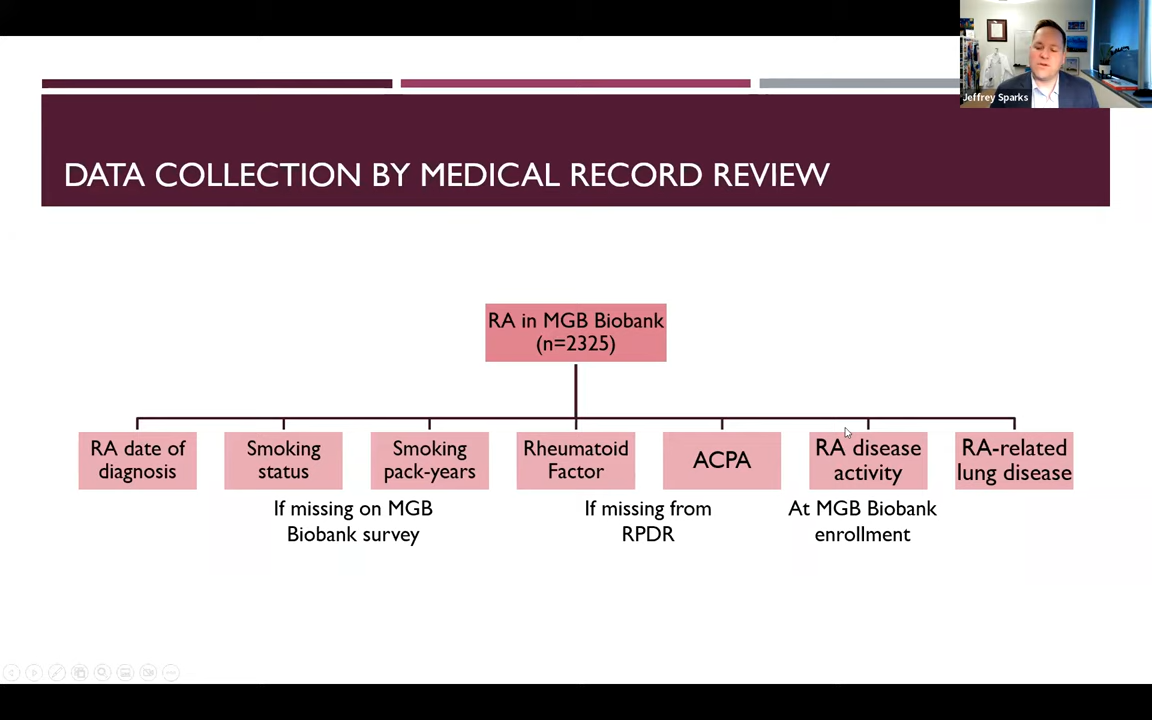 Jeffrey Sparks
DATA COLLECTION BY MEDICAL RECORD REVIEW
RA in MGB Biobank
(n=2325)
RA date of
diagnosis
Smoking
status
Smoking
pack-years
Rheumatoid
Factor
ACPA
RA disease
activity
RA-related
lung disease
If missing on MGB
Biobank survey
If missing from
RPDR
At MGB Biobank
enrollment